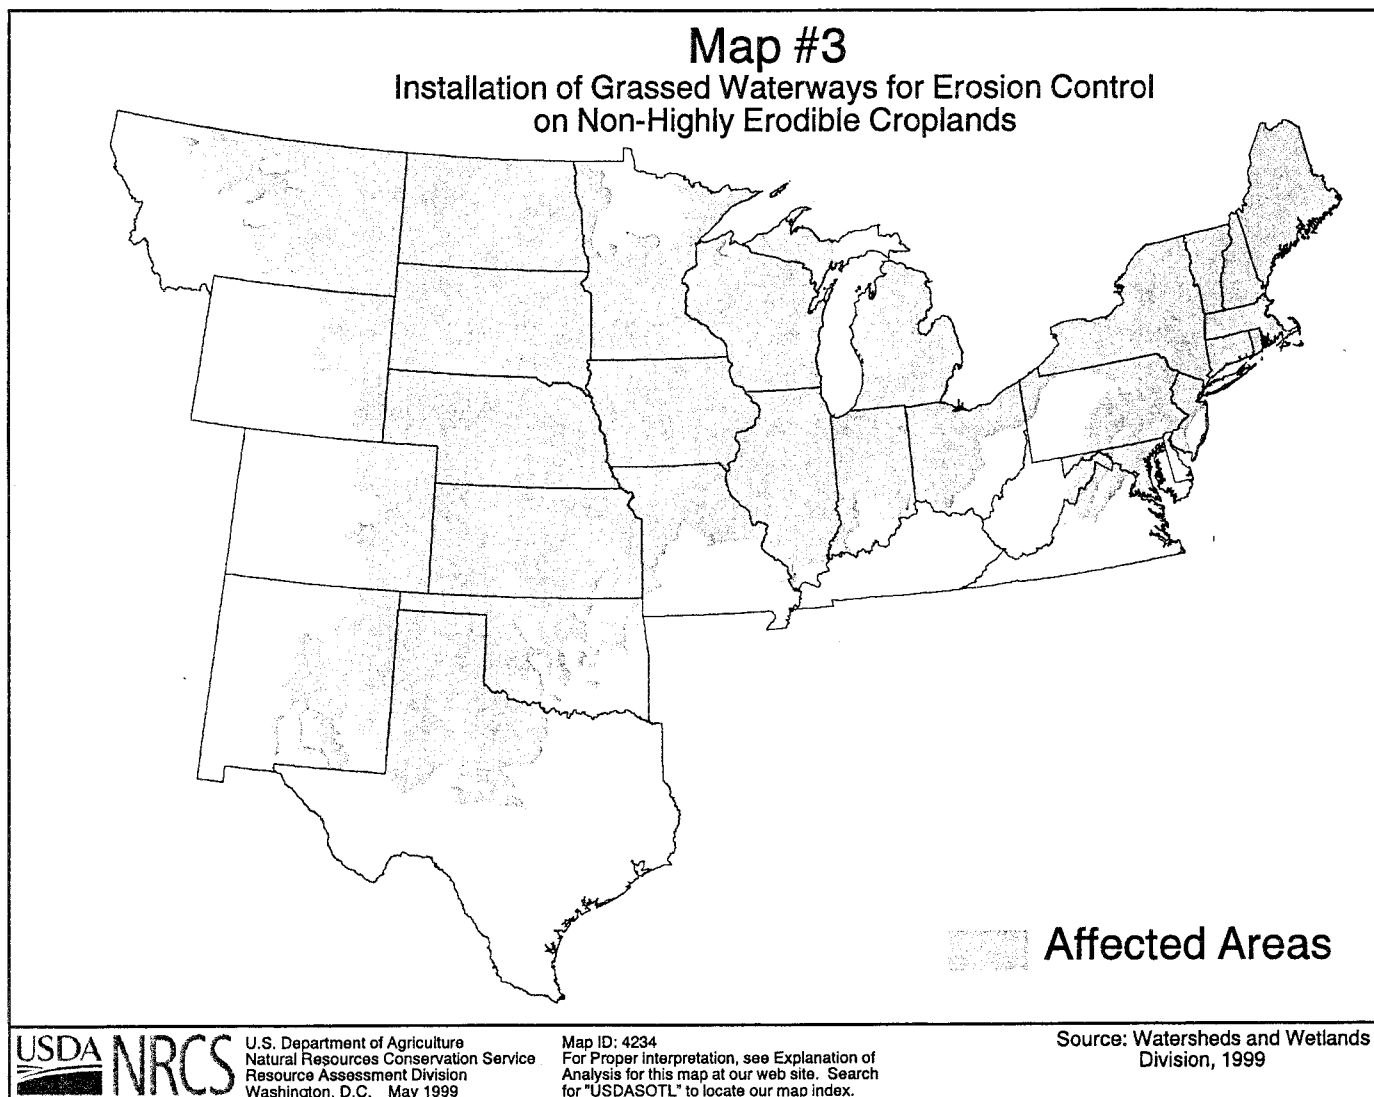 Map #3
Installation of Grassed Waterways for Erosion Control
on Non-Highly Erodible Croplands
Affected Areas
USDA
NRCS
U.S. Department of Agriculture
Natural Resources Conservation Service
Resource Assessment Division
Washington, D.C. May 1999
Map ID: 4234
For Proper interpretation, see Explanation of
Analysis for this map at our web site. Search
for "USDASOTL" to locate our map index.
Source: Watersheds and Wetlands
Division, 1999